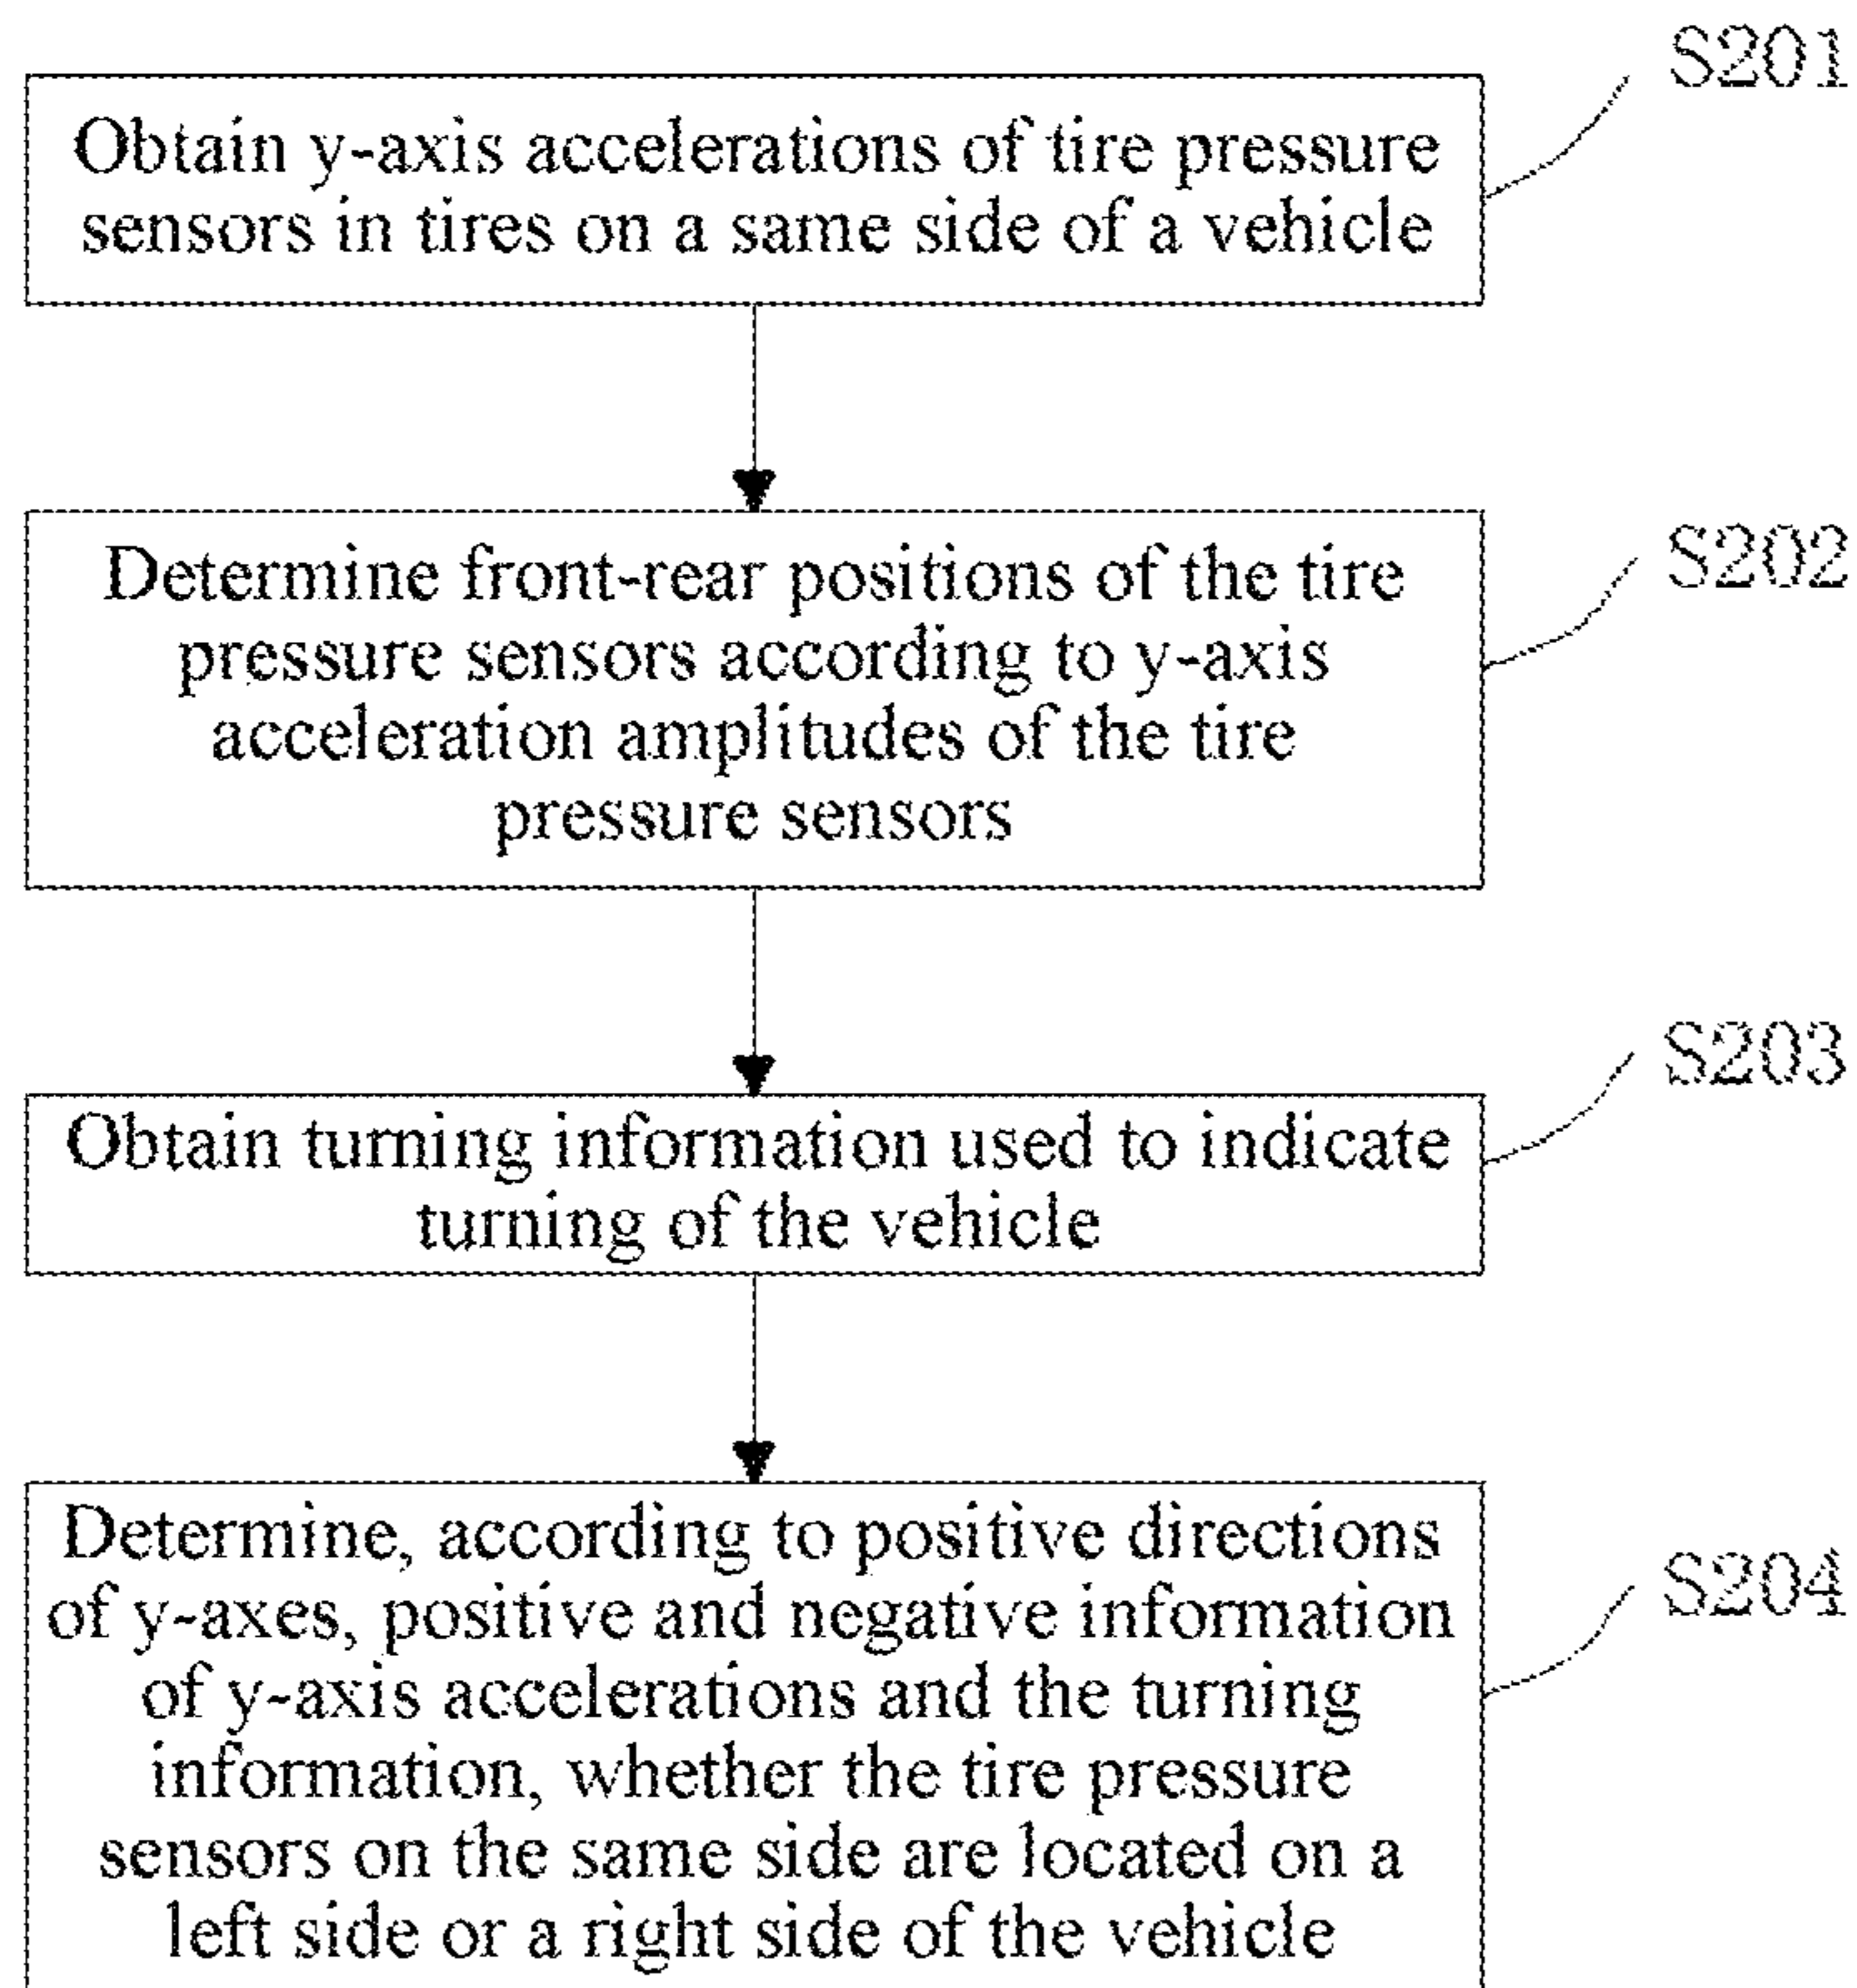 S201
Obtain y-axis accelerations of tire pressure
sensors in tires on a same side of a vehicle
S202
Determine front-rear positions of the tire
pressure sensors according to y-axis
acceleration amplitudes of the tire
pressure sensors
S203
Obtain turning information used to indicate
turning of the vehicle
S204
Determine, according to positive directions
of y-axes, positive and negative information
of y-axis accelerations and the turning
information, whether the tire pressure
sensors on the same side are located on a
left side or a right side of the vehicle